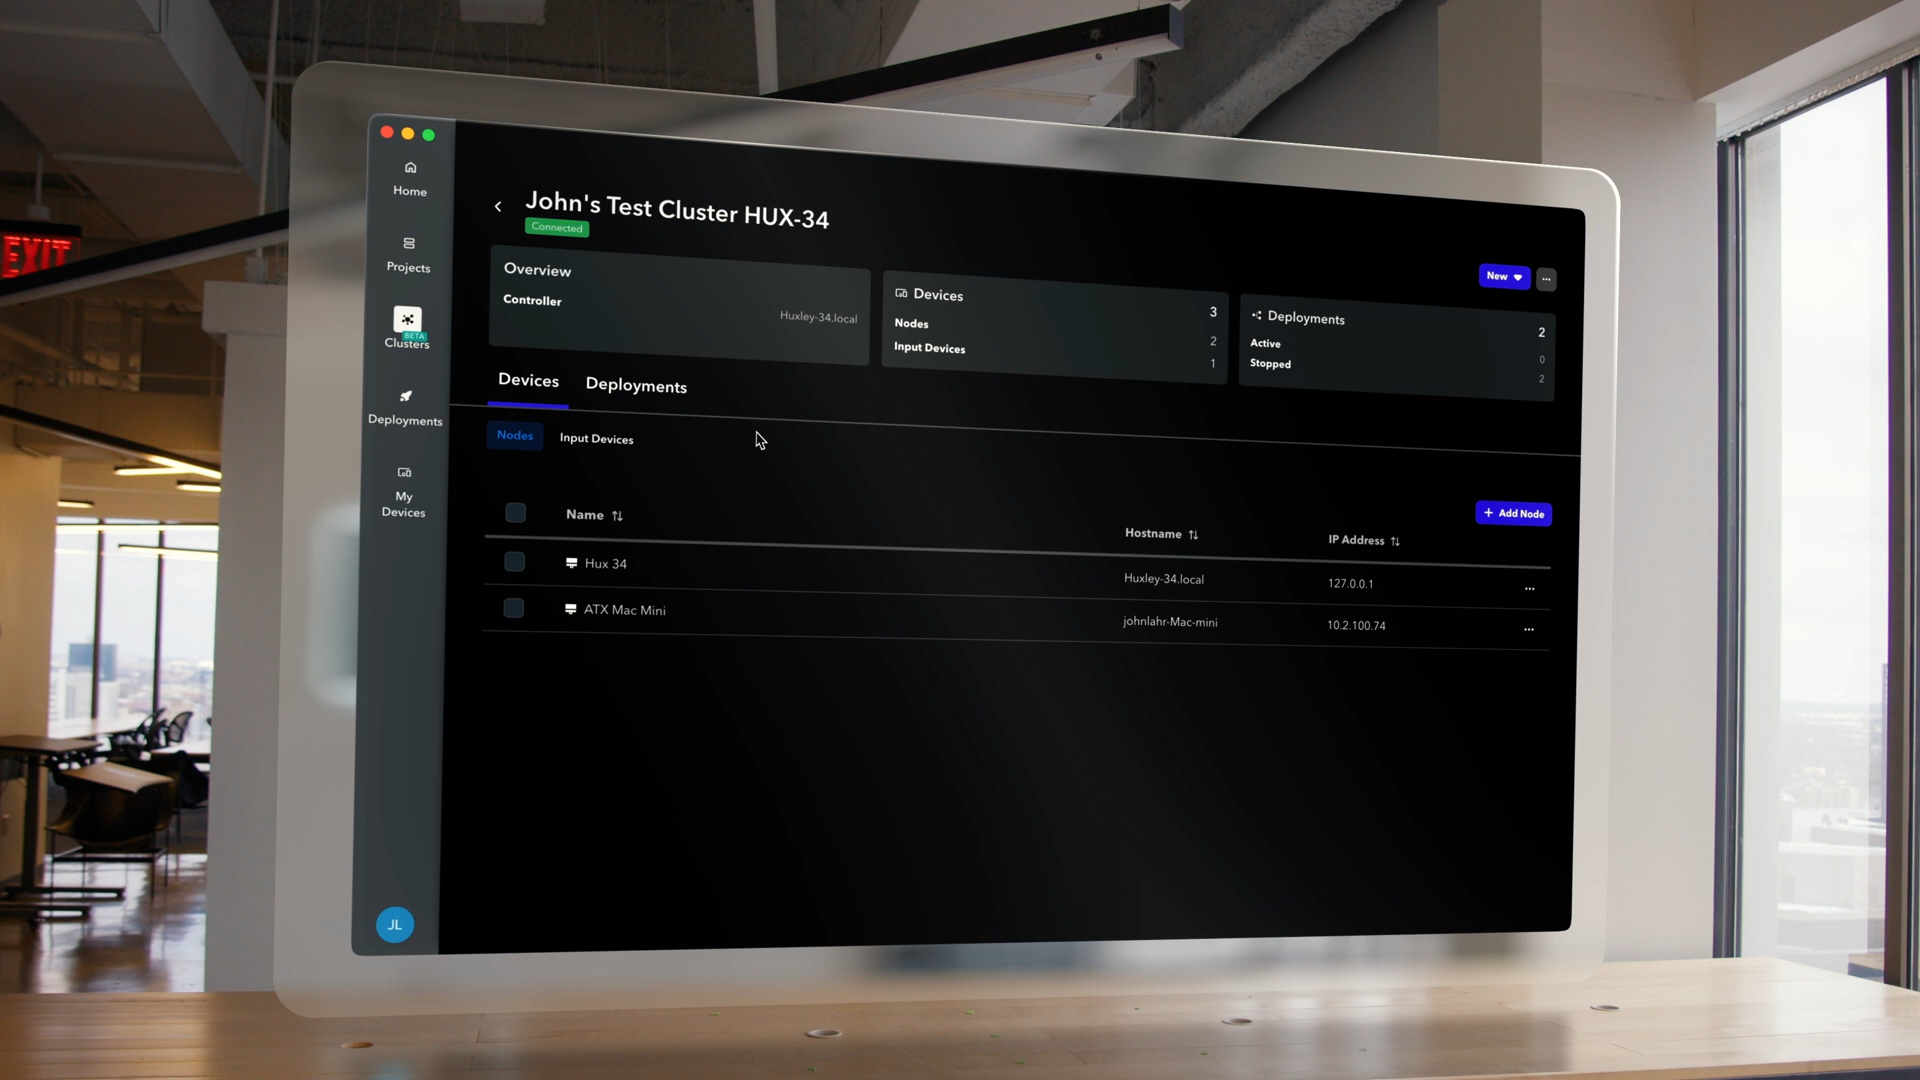 EXIT
Home
Projects
BETA
Clusters
Deployments
My
Devices
JL
John's Test Cluster HUX-34
Connected
New
Overview
Controller
Huxley-34.local
Devices 3
Nodes 2
Input Devices 1
Deployments 2
Active 0
Stopped 2
Devices Deployments
Nodes Input Devices
+ Add Node
Name Hostname IP Address
Hux 34 Huxley-34.local 127.0.0.1 ...
ATX Mac Mini johnlahr-Mac-mini 10.2.100.74 ...